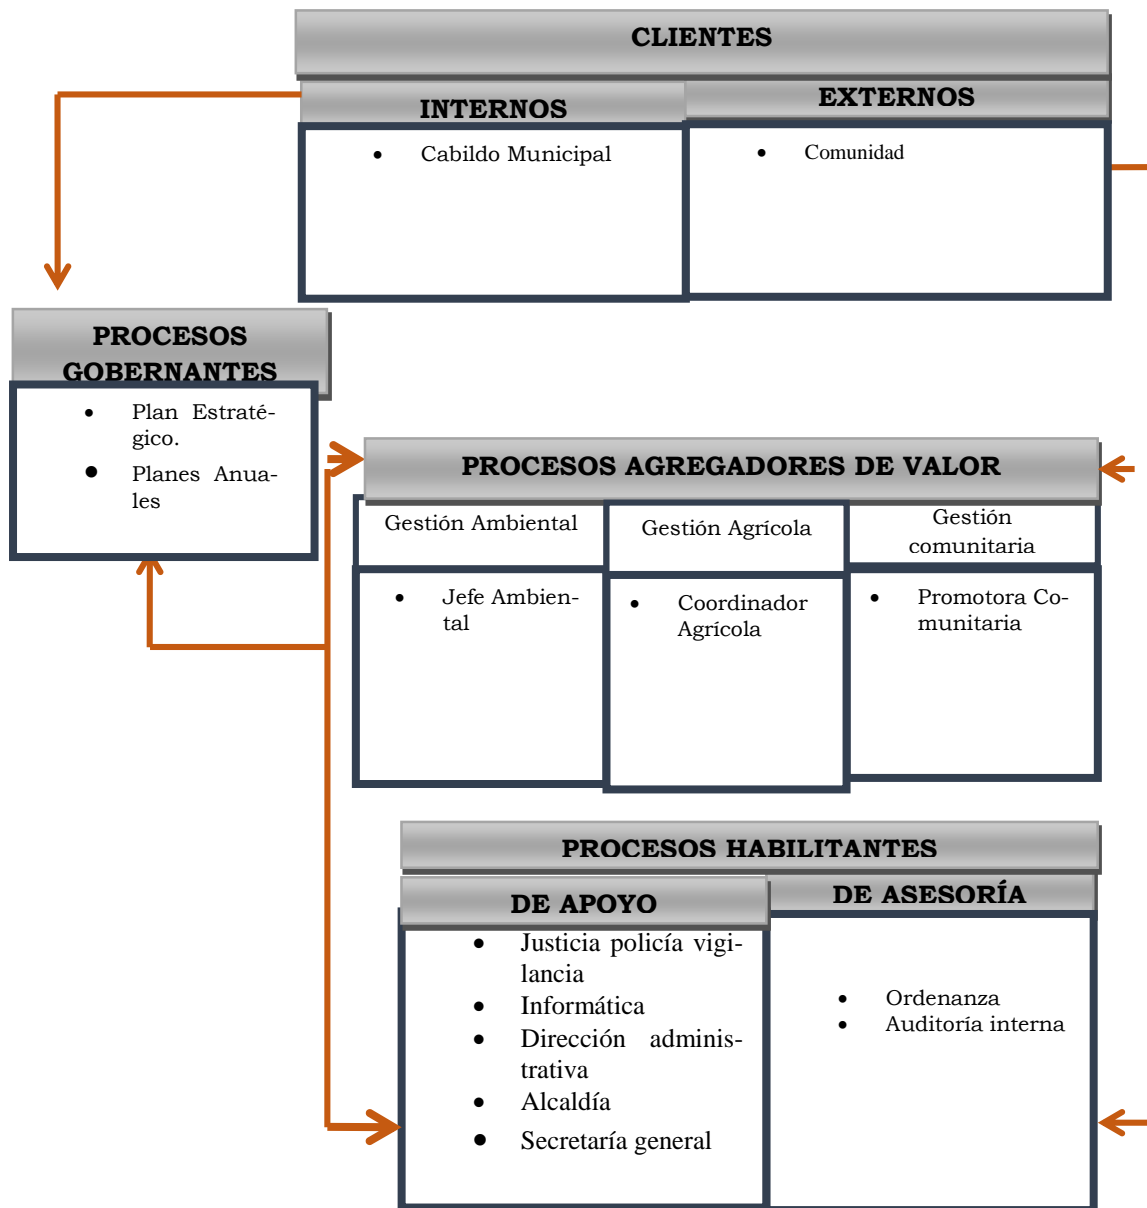 CLIENTES
INTERNOS
EXTERNOS
• Cabildo Municipal
• Comunidad
PROCESOS
GOBERNANTES
• Plan Estraté-
gico.
• Planes Anua-
les
PROCESOS AGREGADORES DE VALOR
Gestión Ambiental
Gestión Agrícola
Gestión
comunitaria
• Jefe Ambien-
tal
• Coordinador
Agrícola
• Promotora Co-
munitaria
PROCESOS HABILITANTES
DE APOYO
DE ASESORÍA
• Justicia policía vigi-
lancia
• Informática
• Dirección adminis-
trativa
• Alcaldía
• Secretaría general
• Ordenanza
• Auditoría interna